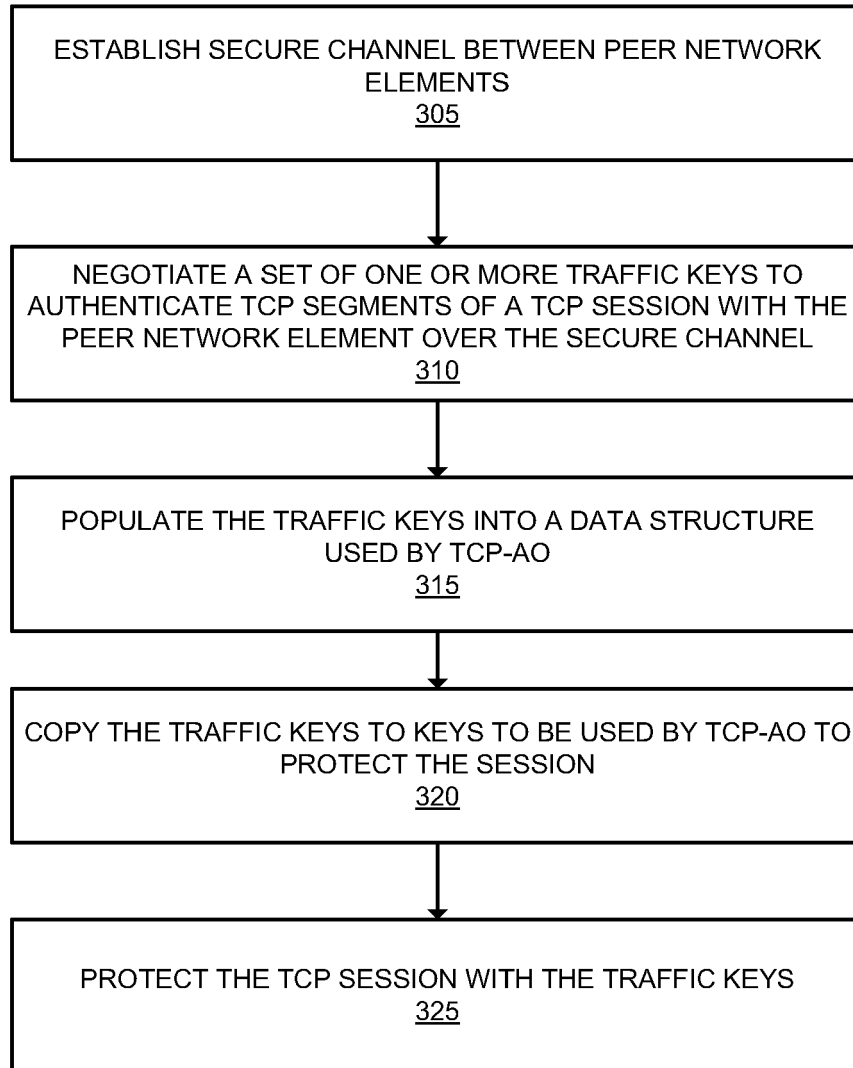 ESTABLISH SECURE CHANNEL BETWEEN PEER NETWORK
ELEMENTS
305
NEGOTIATE A SET OF ONE OR MORE TRAFFIC KEYS TO
AUTHENTICATE TCP SEGMENTS OF A TCP SESSION WITH THE
PEER NETWORK ELEMENT OVER THE SECURE CHANNEL
310
POPULATE THE TRAFFIC KEYS INTO A DATA STRUCTURE
USED BY TCP-AO
315
COPY THE TRAFFIC KEYS TO KEYS TO BE USED BY TCP-AO TO
PROTECT THE SESSION
320
PROTECT THE TCP SESSION WITH THE TRAFFIC KEYS
325